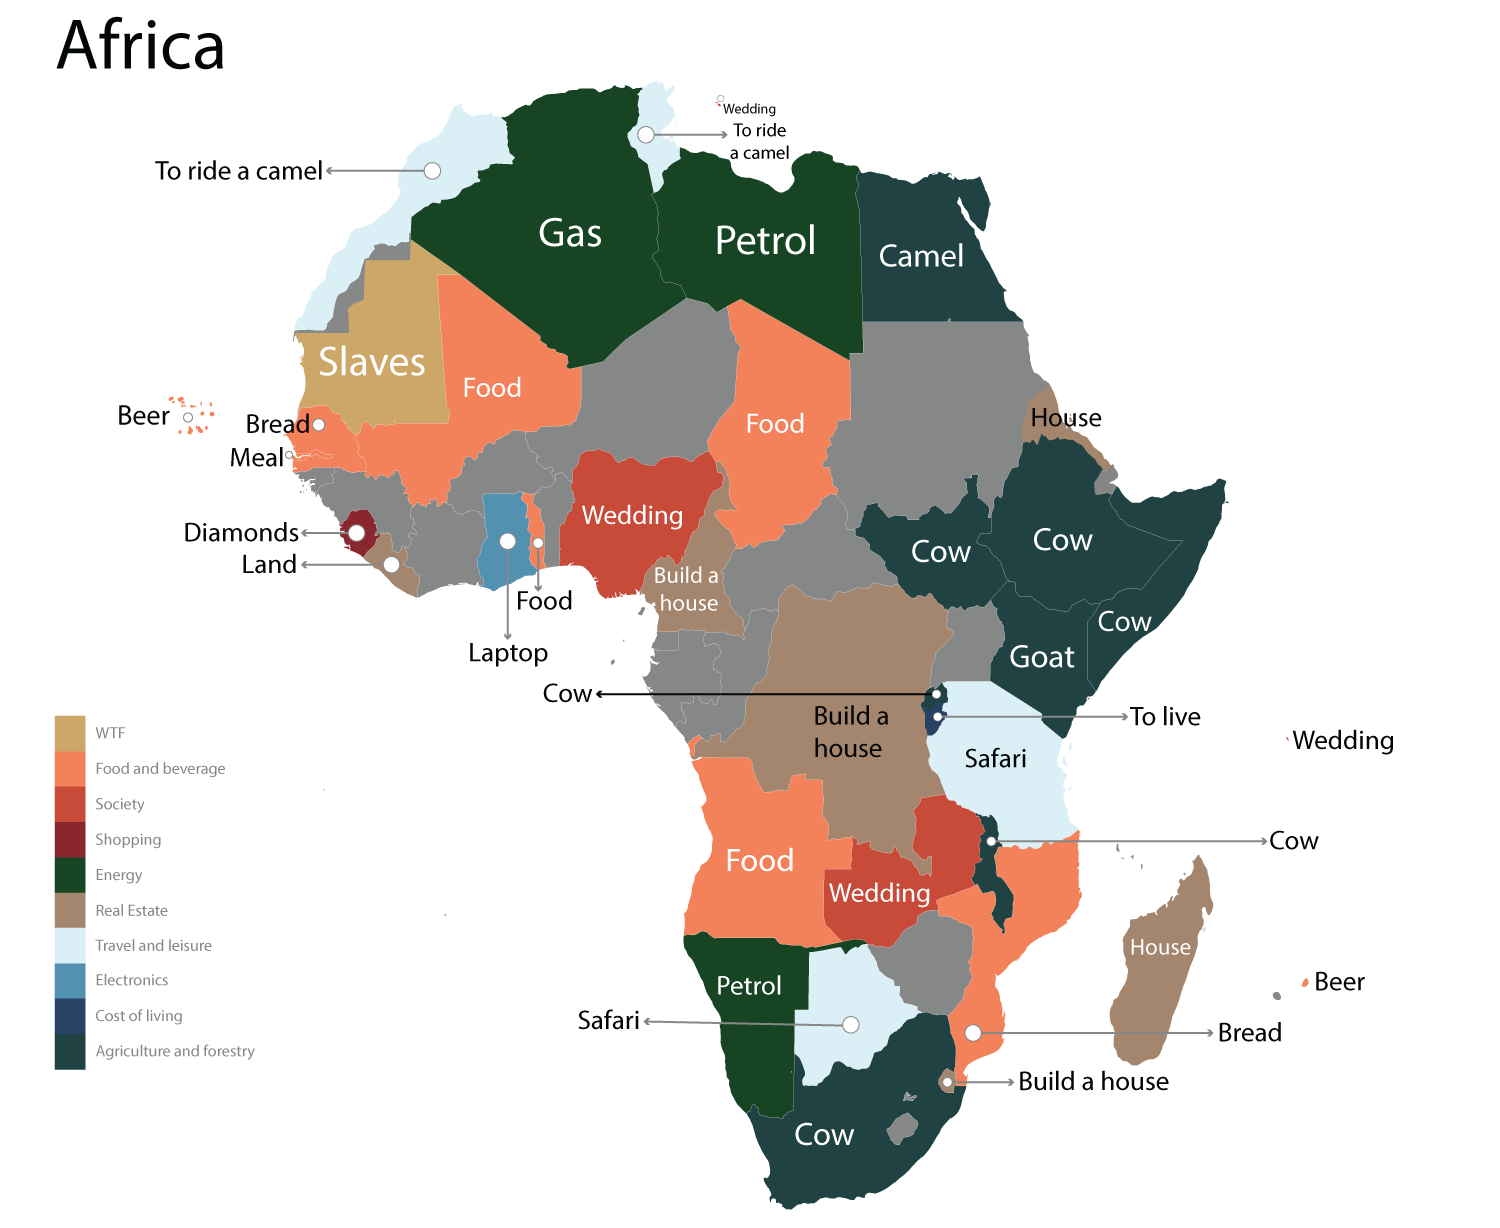 Africa
Wedding
To ride
a camel
To ride a camel
Gas
Petrol
Camel
Slaves
Food
Beer
Bread
Meal
Food
House
Wedding
Diamonds
Land
Cow
Cow
Build a
house
Food
Cow
Laptop
Goat
Cow
To live
Build a
house
Safari
Wedding
WTF
Food and beverage
Society
Shopping
Energy
Real Estate
Travel and leisure
Electronics
Cost of living
Agriculture and forestry
Cow
Food
Wedding
House
Petrol
Beer
Safari
Bread
Build a house
Cow